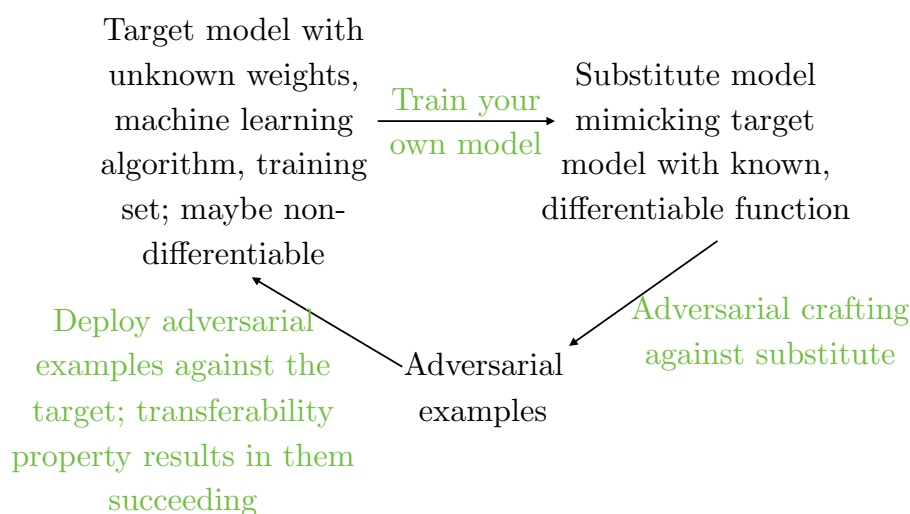 Target model with
unknown weights,
machine learning
algorithm, training
set; maybe non-
differentiable
Train your
own model
Substitute model
mimicking target
model with known,
differentiable function
Adversarial crafting
against substitute
Adversarial
examples
Deploy adversarial
examples against the
target; transferability
property results in them
succeeding